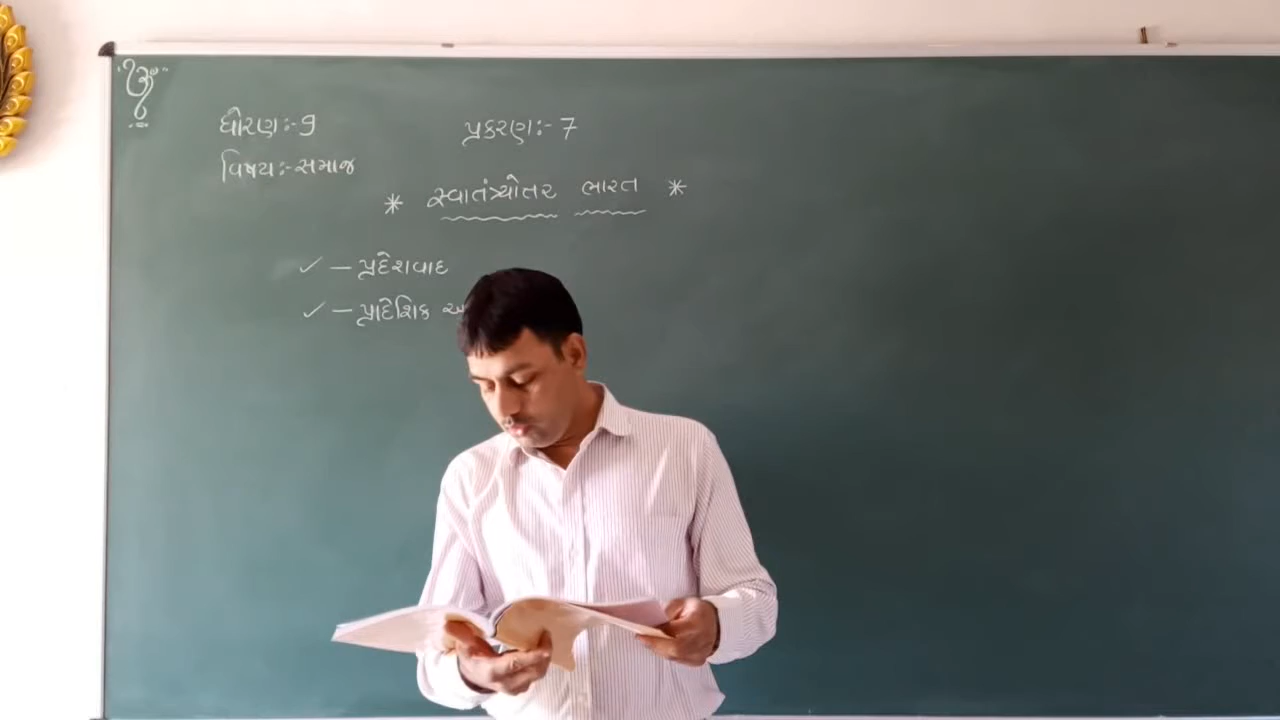 ૐ
ધોરણ:-9
પ્રકરણ:- 7
વિષય:-સમાજ
* સ્વાતંત્ર્યોતર ભારત *
✓ — પ્રદેશવાદ
✓ — પ્રાદેશિક